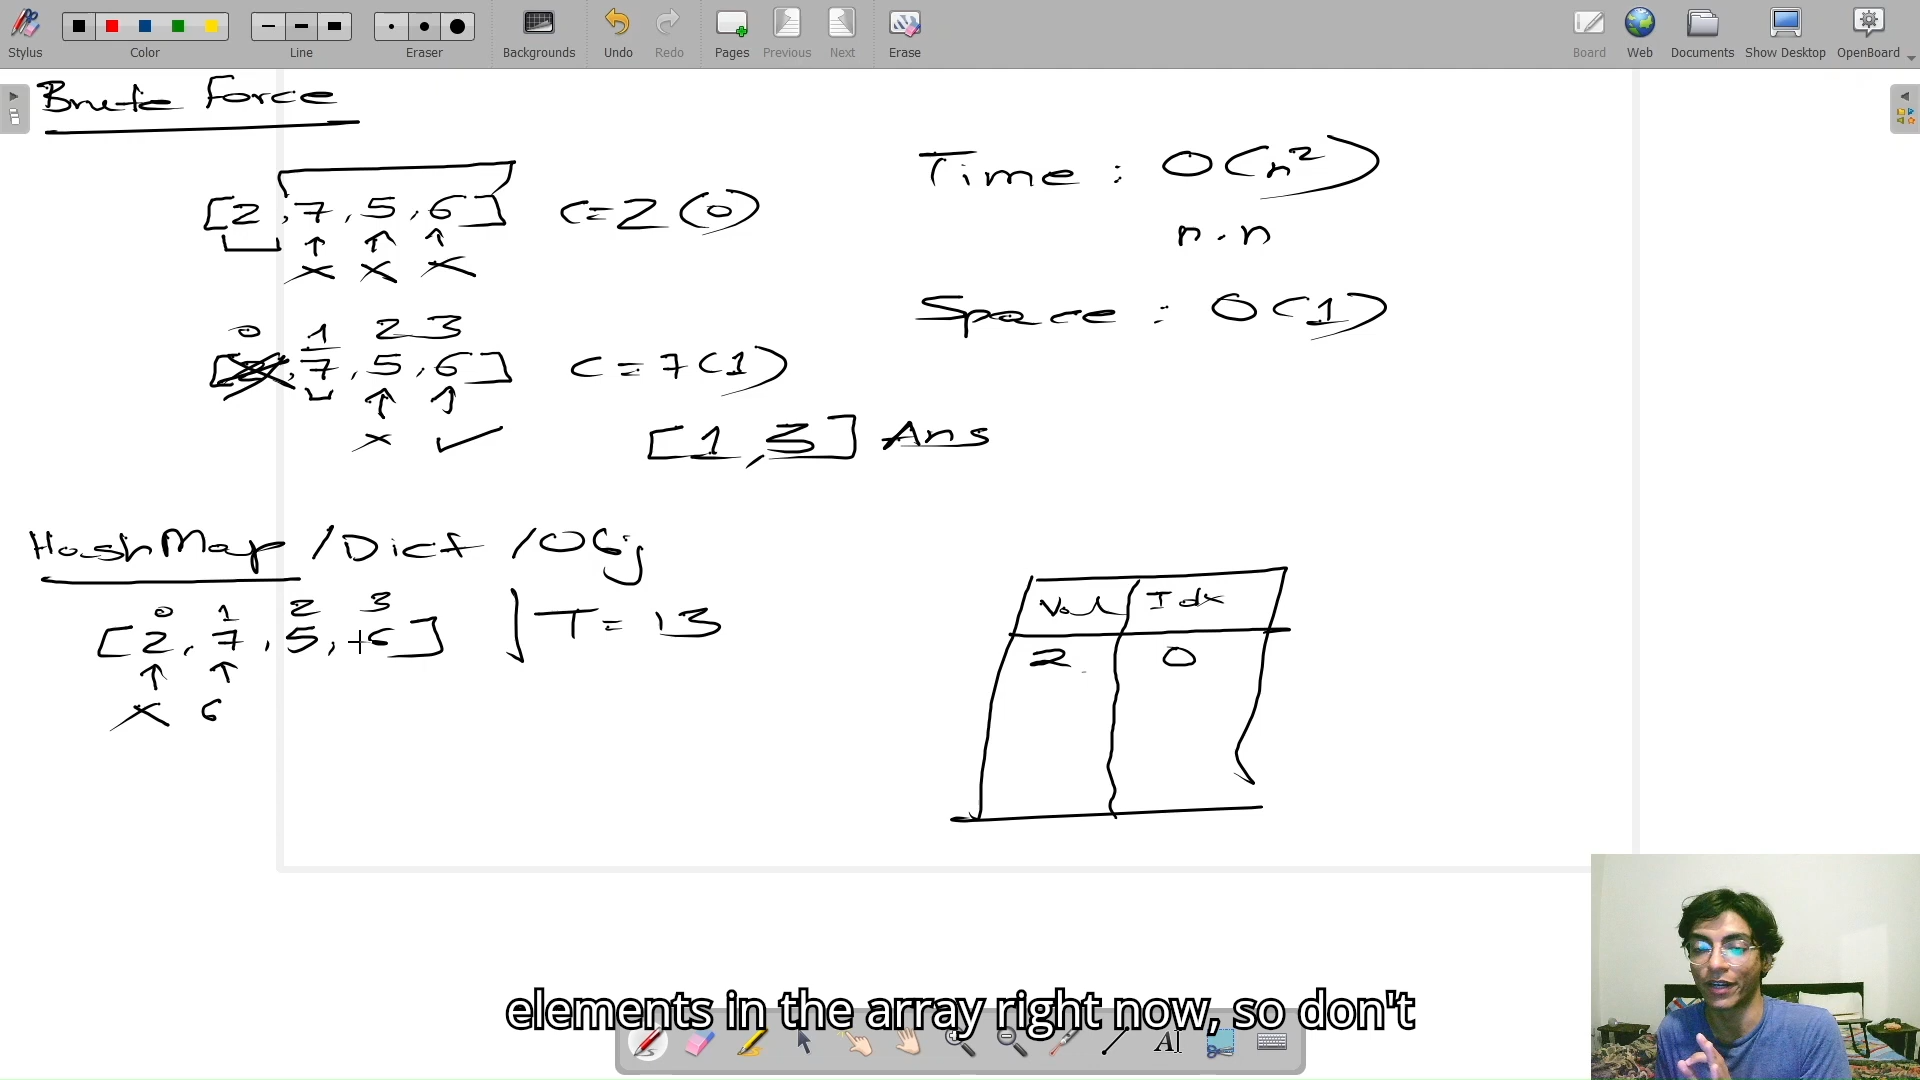 Stylus Color Line Eraser Backgrounds Undo Redo Pages Previous Next Erase Board Web Documents Show Desktop OpenBoard
Brute Force
[2, 7, 5, 6] C=2(0)
0 1 2 3
, 7, 5, 6] C=7(1)
[1, 3] Ans
Time: O(n²)
n.n
Space: O(1)
HashMap /Dict /Obj
0 1 2 3
[2, 7, 5, 6] T=13
6
Val Idx
2 0
elements in the array right now, so don't